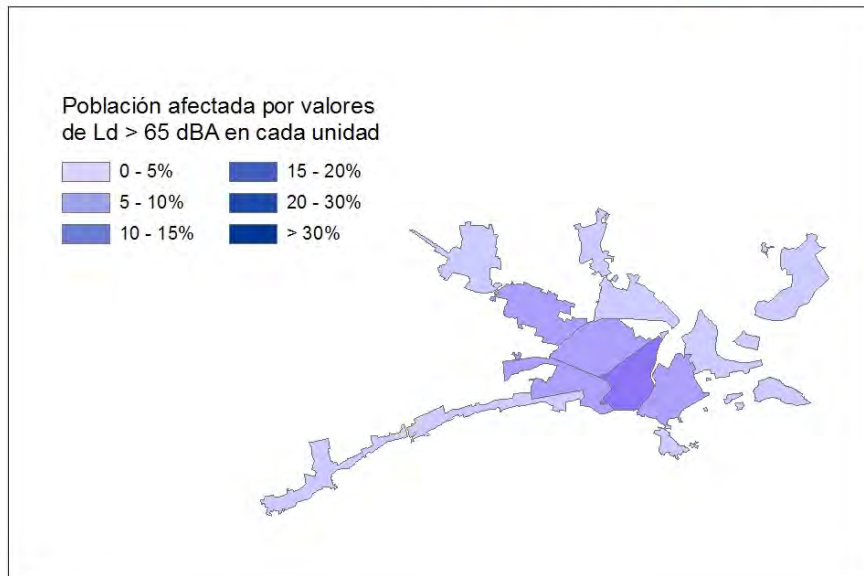 Población afectada por valores
de Ld > 65 dBA en cada unidad
0 - 5%
15 - 20%
5 - 10%
20 - 30%
10 - 15%
> 30%